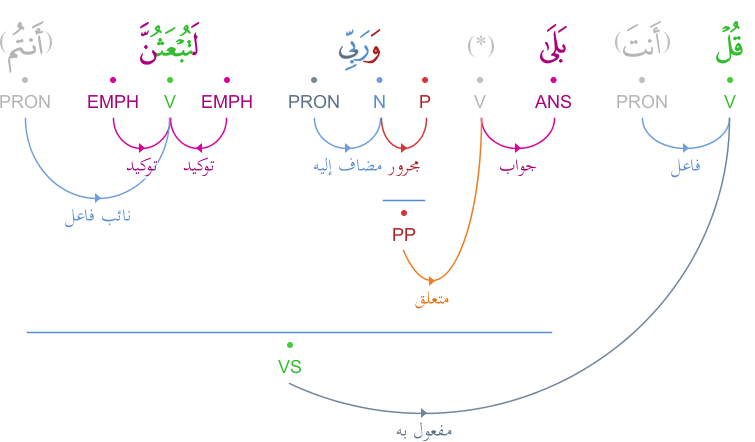 قُلْ (أَنتَ) بَلَىٰ (*) وَرَبِّى لَتُبْعَثُنَّ (أَنتُم)
V PRON ANS V P N PRON EMPH V EMPH PRON
فاعل جواب مجرور مضاف إليه توكيد توكيد
نائب فاعل
PP
متعلق
VS
مفعول به